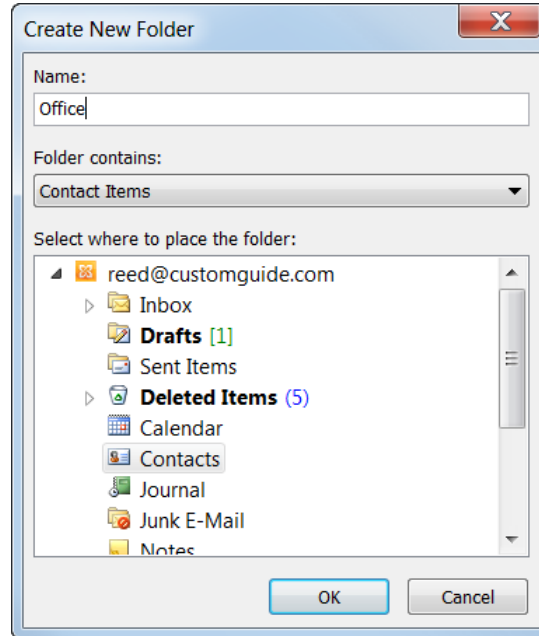 Create New Folder
Name:
Office
Folder contains:
Contact Items
Select where to place the folder:
reed@customguide.com
Inbox
Drafts [1]
Sent Items
Deleted Items (5)
Calendar
Contacts
Journal
Junk E-Mail
Notes
OK Cancel